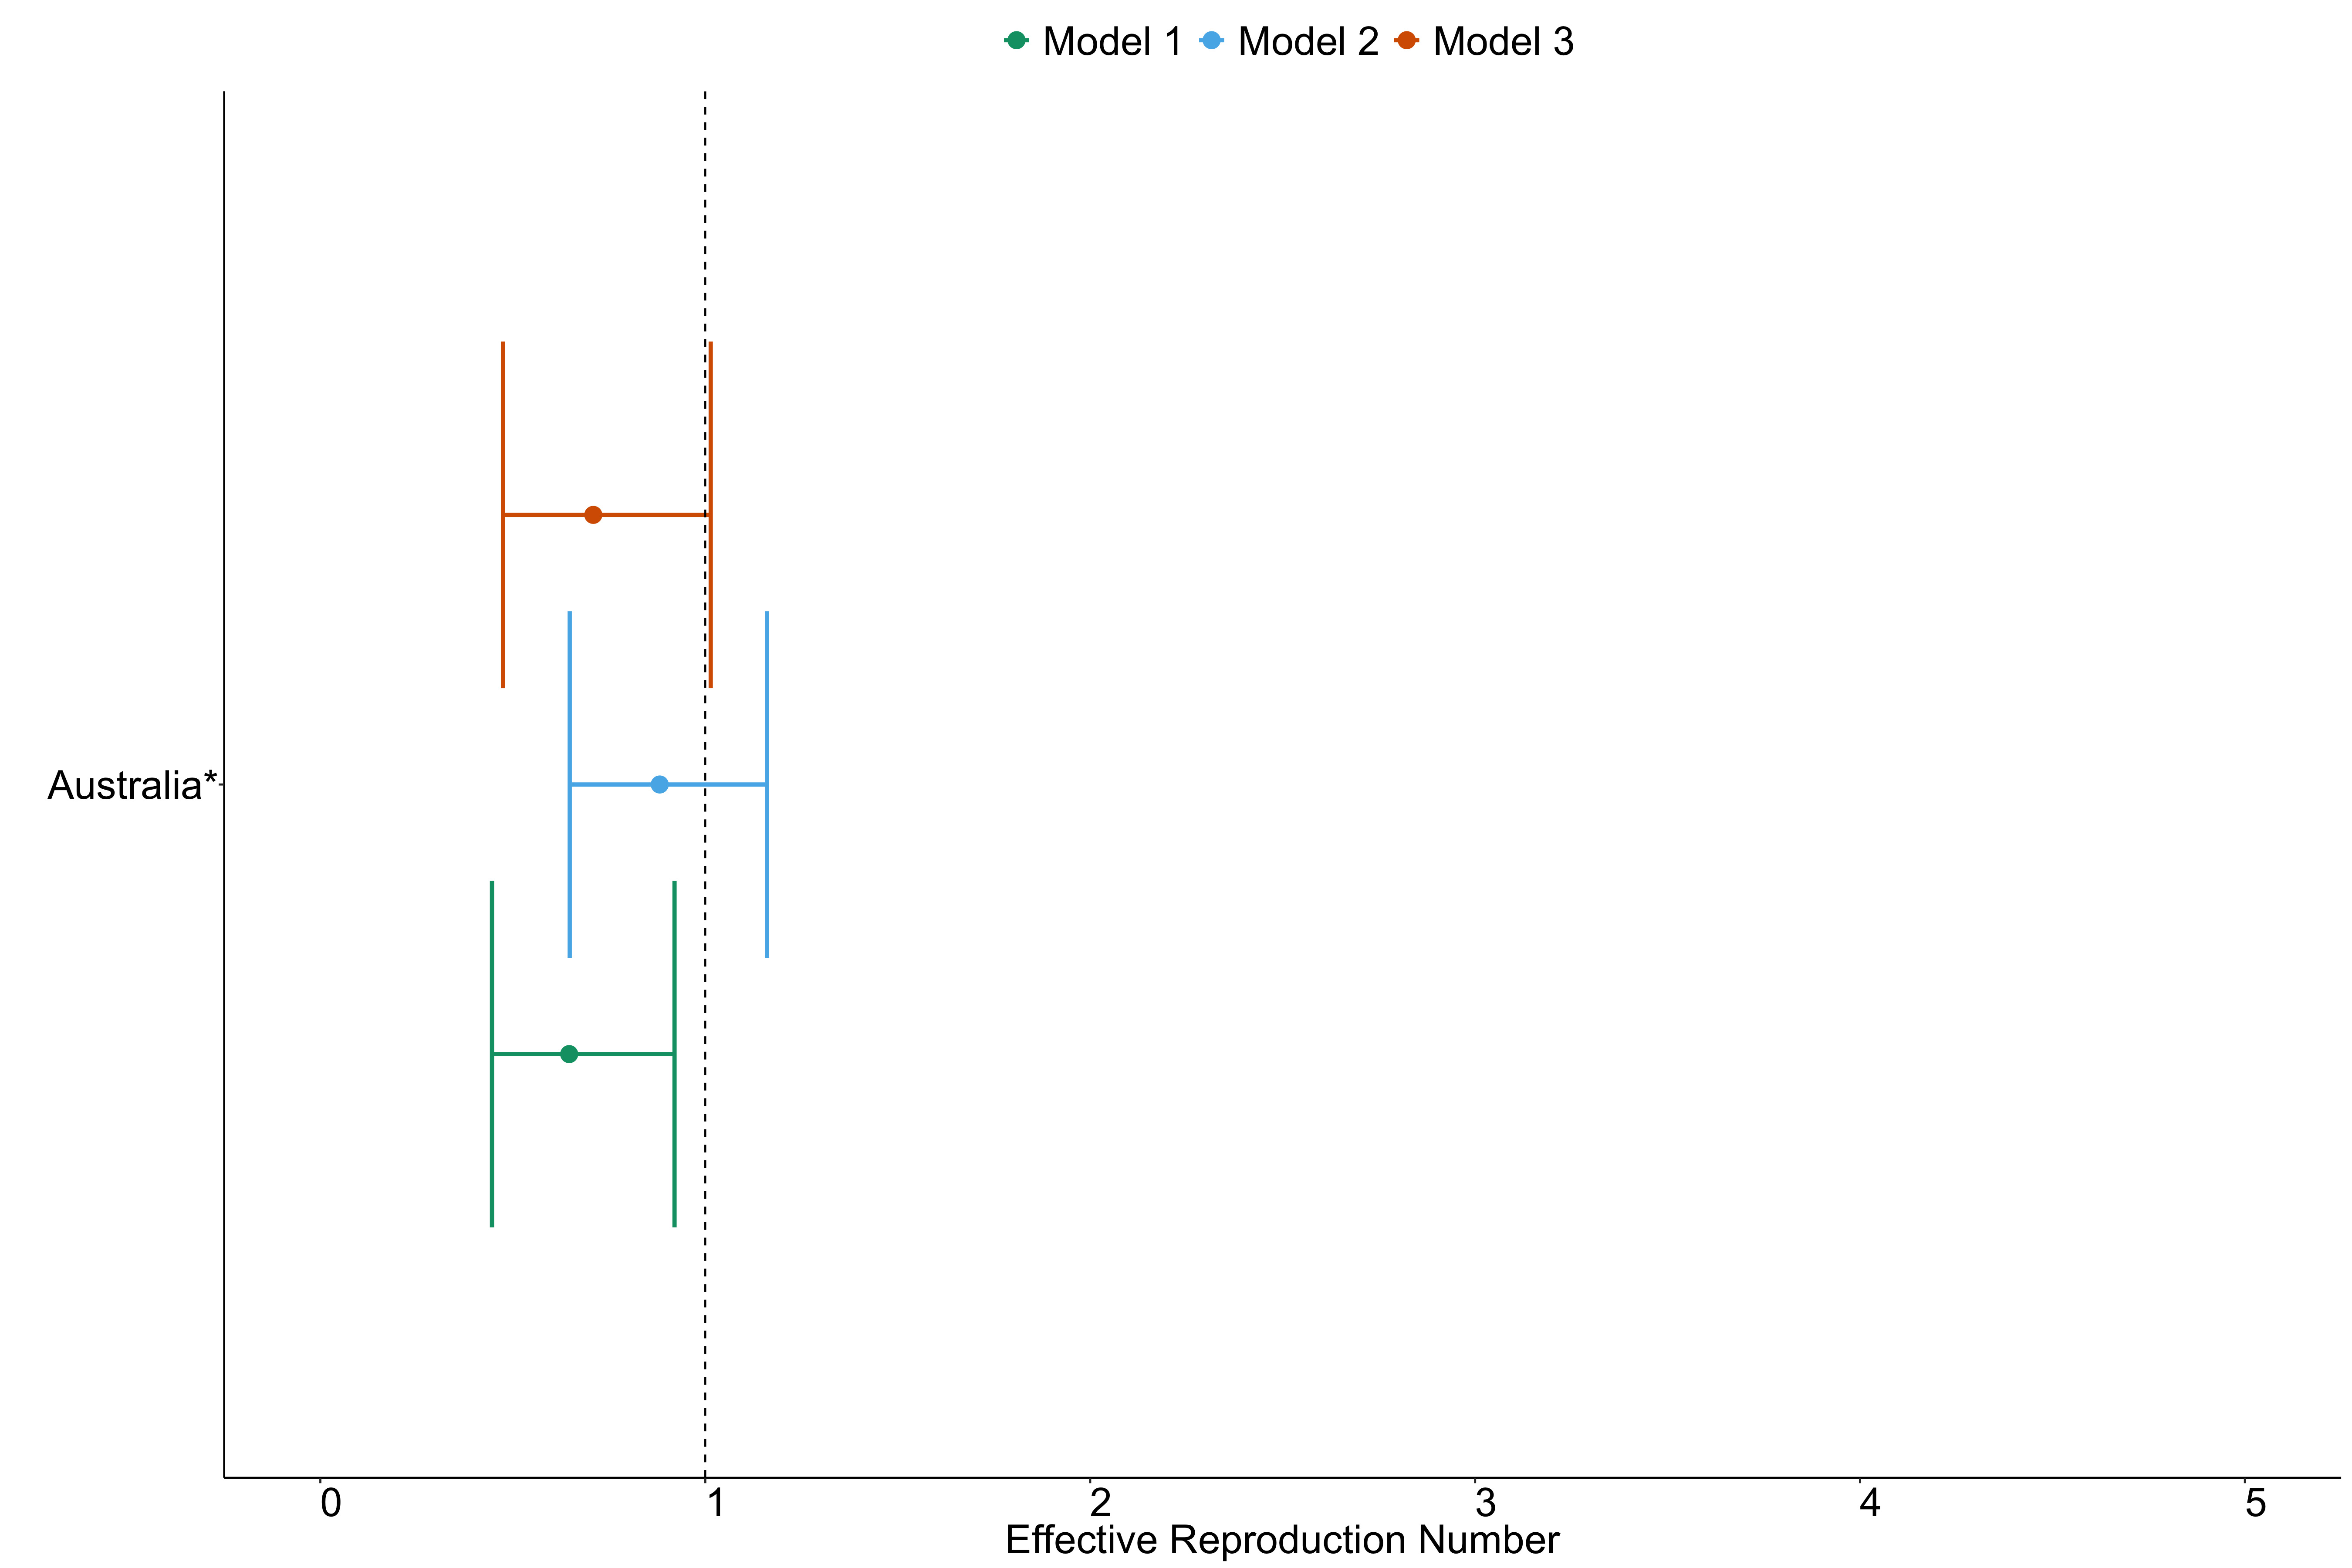 Model 1 Model 2 Model 3
Australia*
0 1 2 3 4 5
Effective Reproduction Number